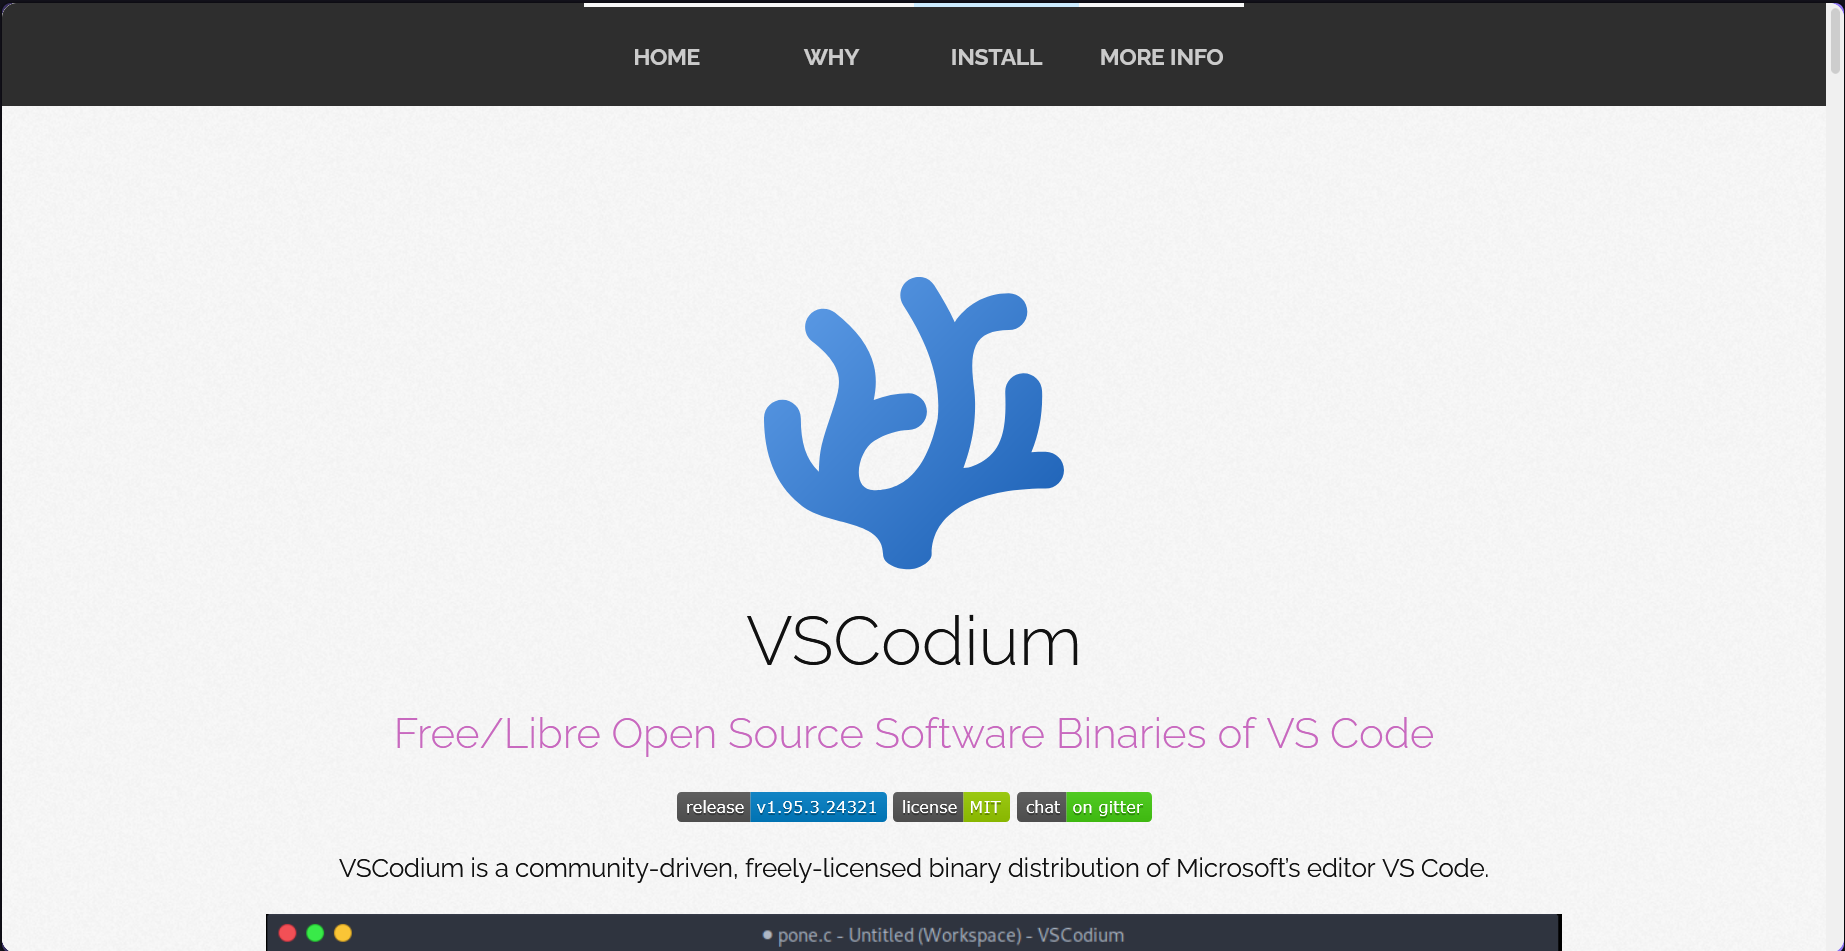 HOME WHY INSTALL MORE INFO
VSCodium
Free/Libre Open Source Software Binaries of VS Code
release v1.95.3.24321 license MIT chat on gitter
VSCodium is a community-driven, freely-licensed binary distribution of Microsoft’s editor VS Code.
● pone.c - Untitled (Workspace) - VSCodium